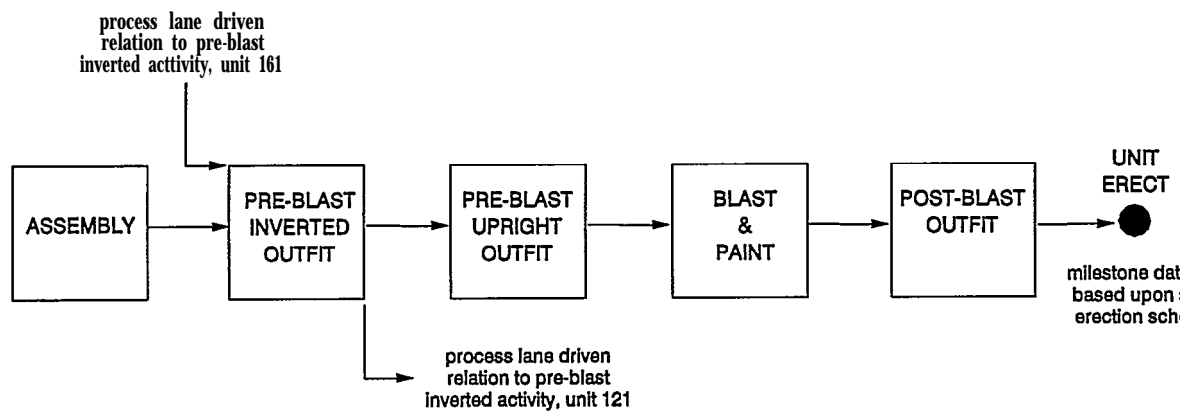 process lane driven
relation to pre-blast
inverted acttivity, unit 161
ASSEMBLY
PRE-BLAST
INVERTED
OUTFIT
PRE-BLAST
UPRIGHT
OUTFIT
BLAST
&
PAINT
POST-BLAST
OUTFIT
UNIT
ERECT
milestone dat
based upon
erection sch
process lane driven
relation to pre-blast
inverted activity, unit 121